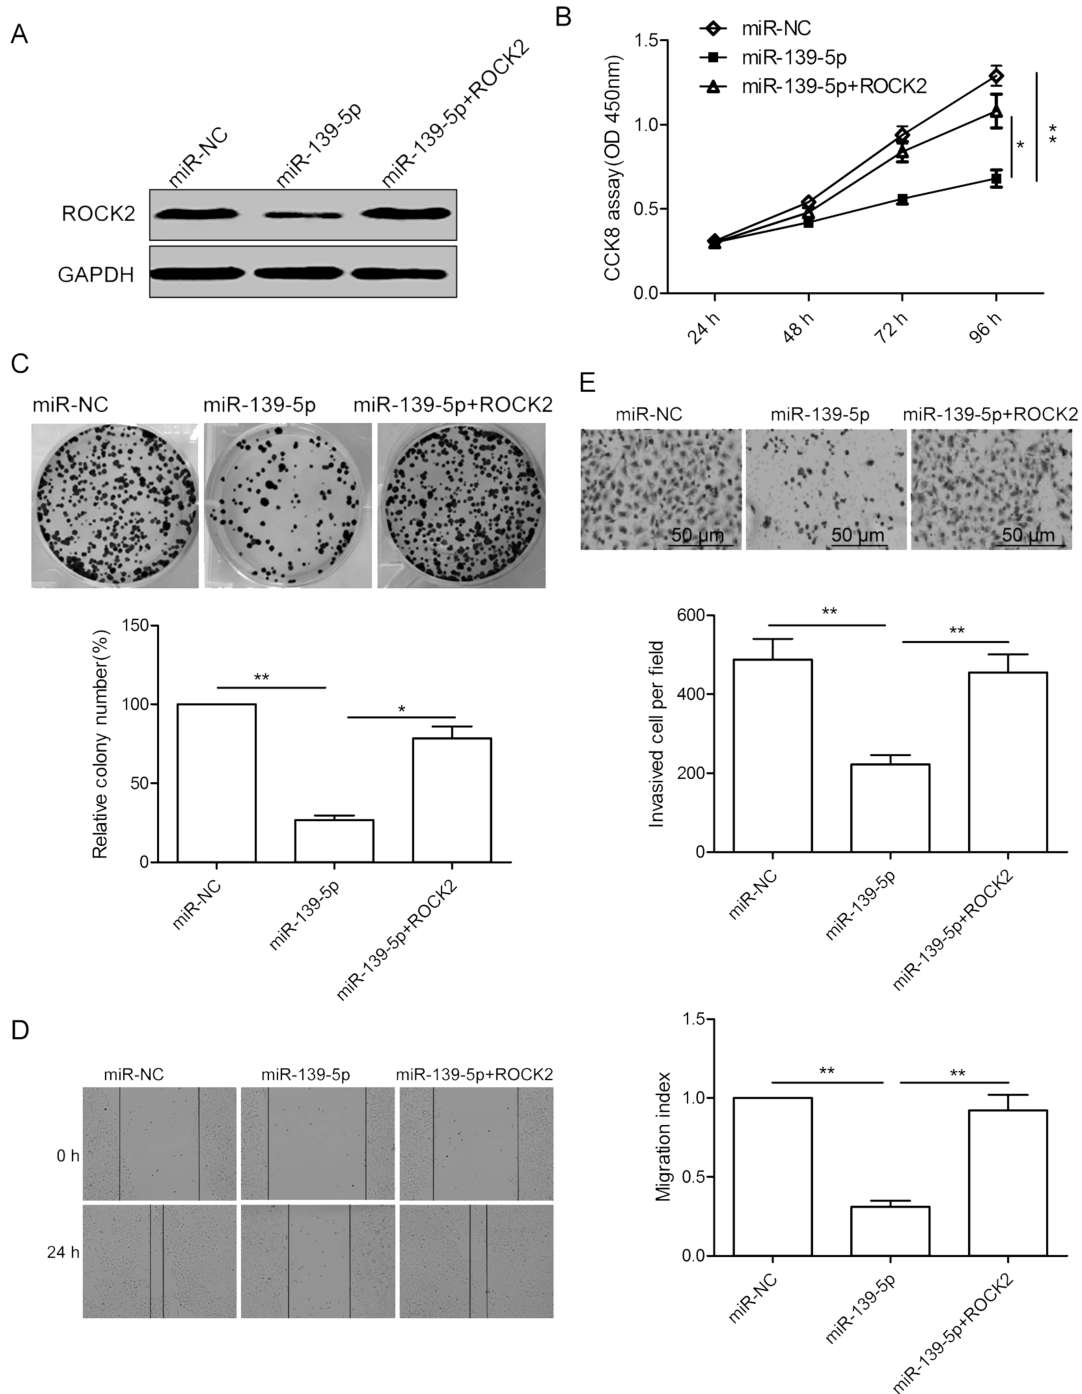 A
miR-NC
miR-139-5p
miR-139-5p+ROCK2
ROCK2
GAPDH
B
miR-NC
miR-139-5p
miR-139-5p+ROCK2
CCK8 assay(OD 450nm)
1.5
1.0
0.5
0.0
24 h
48 h
72 h
96 h
*
**
C
miR-NC
miR-139-5p
miR-139-5p+ROCK2
Relative colony number(%)
150
100
50
0
**
*
miR-NC
miR-139-5p
miR-139-5p+ROCK2
E
miR-NC
miR-139-5p
miR-139-5p+ROCK2
50 µm
50 µm
50 µm
Invasived cell per field
600
400
200
0
**
**
miR-NC
miR-139-5p
miR-139-5p+ROCK2
D
miR-NC
miR-139-5p
miR-139-5p+ROCK2
0 h
24 h
Migration index
1.5
1.0
0.5
0.0
**
**
miR-NC
miR-139-5p
miR-139-5p+ROCK2